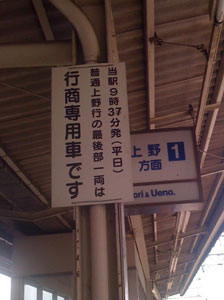 当駅９時37分発（平日）
普通上野行の最後部一両は
行商専用車です
上野 1
方面
ori & Ueno.